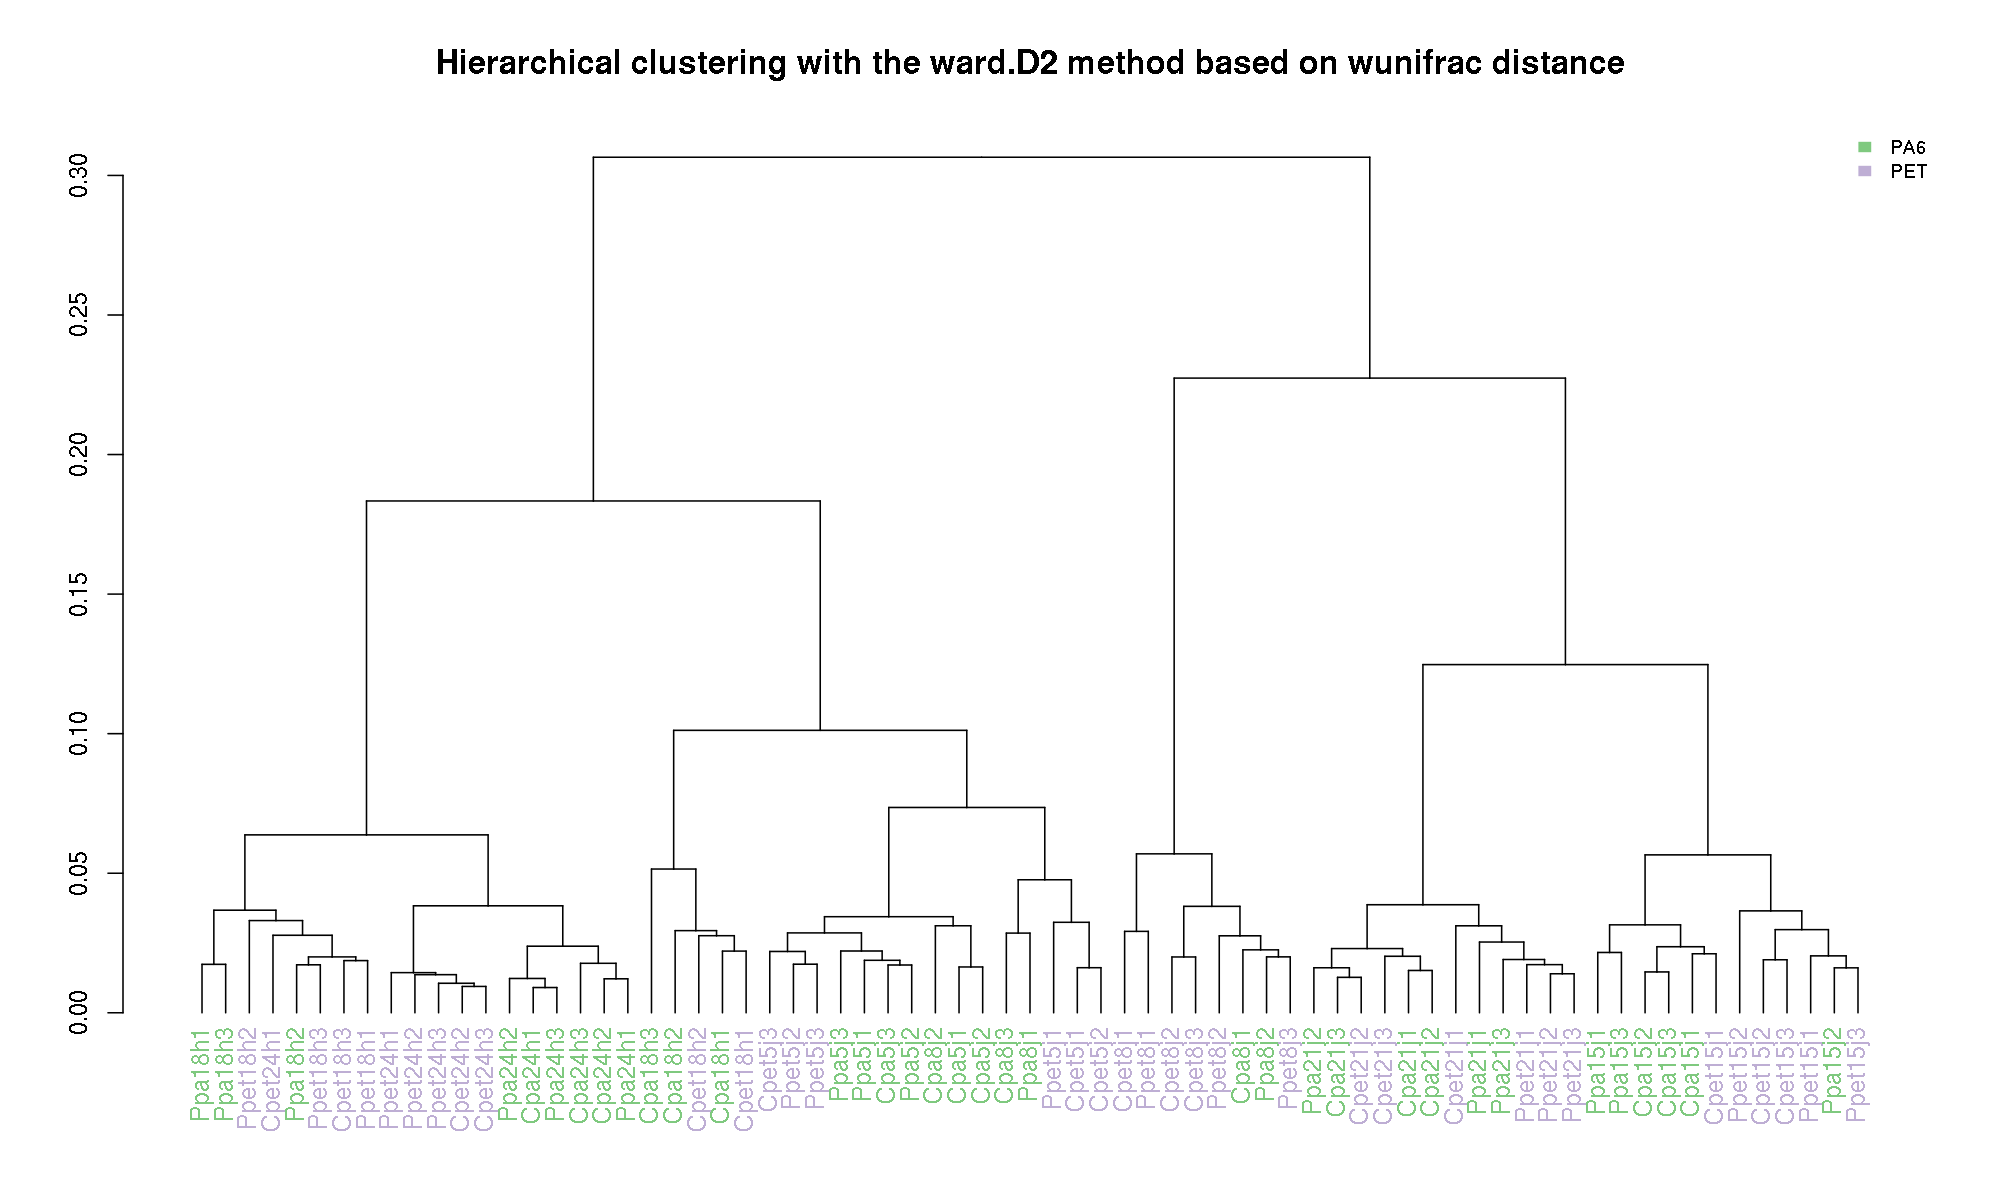 Hierarchical clustering with the ward.D2 method based on wunifrac distance
PA6
PET
0.30
0.25
0.20
0.15
0.10
0.05
0.00
Ppa18h1
Ppa18h3
Ppet18h2
Cpet24h1
Ppa18h2
Ppet18h3
Cpet18h3
Ppet18h1
Ppet24h1
Ppet24h2
Ppet24h3
Cpet24h2
Cpet24h3
Ppa24h2
Cpa24h1
Ppa24h3
Cpa24h3
Cpa24h2
Ppa24h1
Cpa18h3
Cpa18h2
Cpet18h2
Cpa18h1
Cpet18h1
Cpet5j3
Ppet5j2
Ppet5j3
Ppa5j3
Ppa5j1
Cpa5j3
Ppa5j2
Cpa8j2
Cpa5j1
Cpa5j2
Cpa8j3
Ppa8j1
Ppet5j1
Cpet5j1
Cpet5j2
Cpet8j1
Ppet8j1
Cpet8j2
Cpet8j3
Ppet8j2
Cpa8j1
Ppa8j2
Ppet8j3
Ppa21j2
Cpa21j3
Cpet21j2
Cpet21j3
Cpa21j1
Cpa21j2
Cpet21j1
Ppa21j1
Ppa21j3
Ppet21j1
Ppet21j2
Ppet21j3
Ppa15j1
Ppa15j3
Cpa15j2
Cpa15j3
Cpa15j1
Cpet15j1
Ppet15j2
Cpet15j2
Cpet15j3
Ppet15j1
Ppa15j2
Ppet15j3